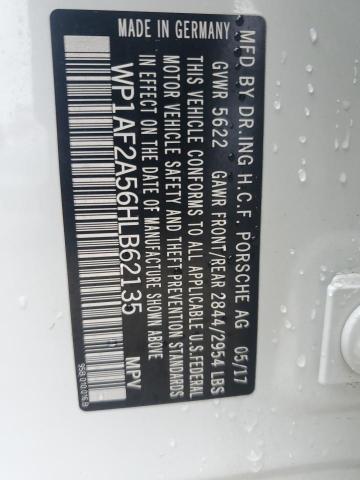 MFD BY DR.ING H.C.F. PORSCHE AG 05/17
GVWR 5622 GAWR FRONT/REAR 2844/2954 LBS
THIS VEHICLE CONFORMS TO ALL APPLICABLE U.S.FEDERAL
MOTOR VEHICLE SAFETY AND THEFT PREVENTION STANDARDS
IN EFFECT ON THE DATE OF MANUFACTURE SHOWN ABOVE.
WP1AF2A56HLB62135 MPV
MADE IN GERMANY